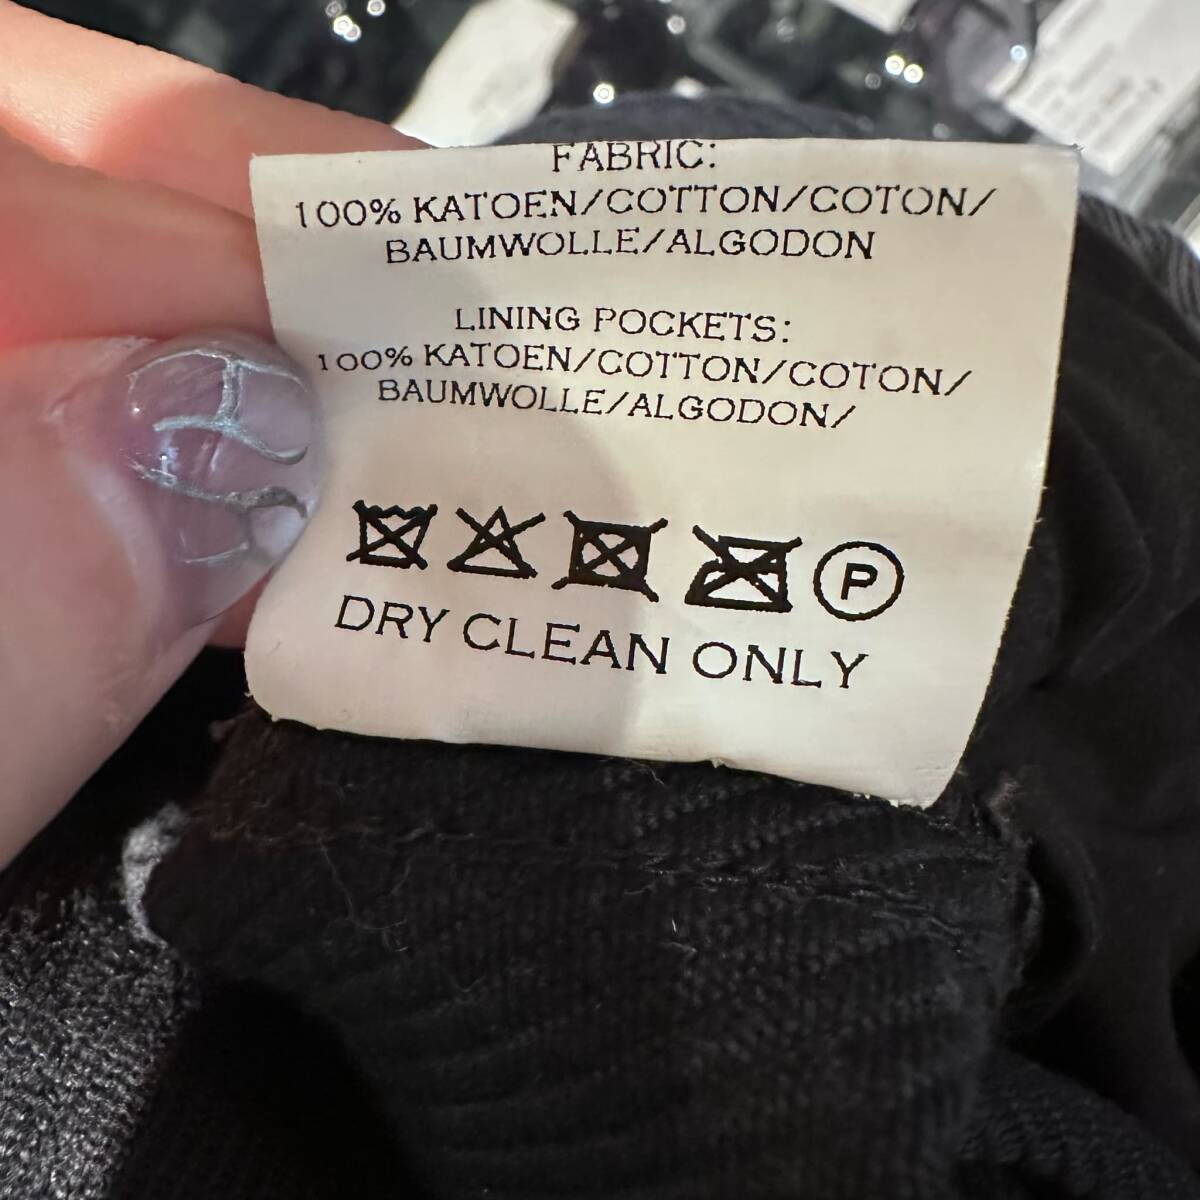 FABRIC:
100% KATOEN/COTTON/COTON/
BAUMWOLLE/ALGODON
LINING POCKETS:
100% KATOEN/COTTON/COTON/
BAUMWOLLE/ALGODON/
P
DRY CLEAN ONLY